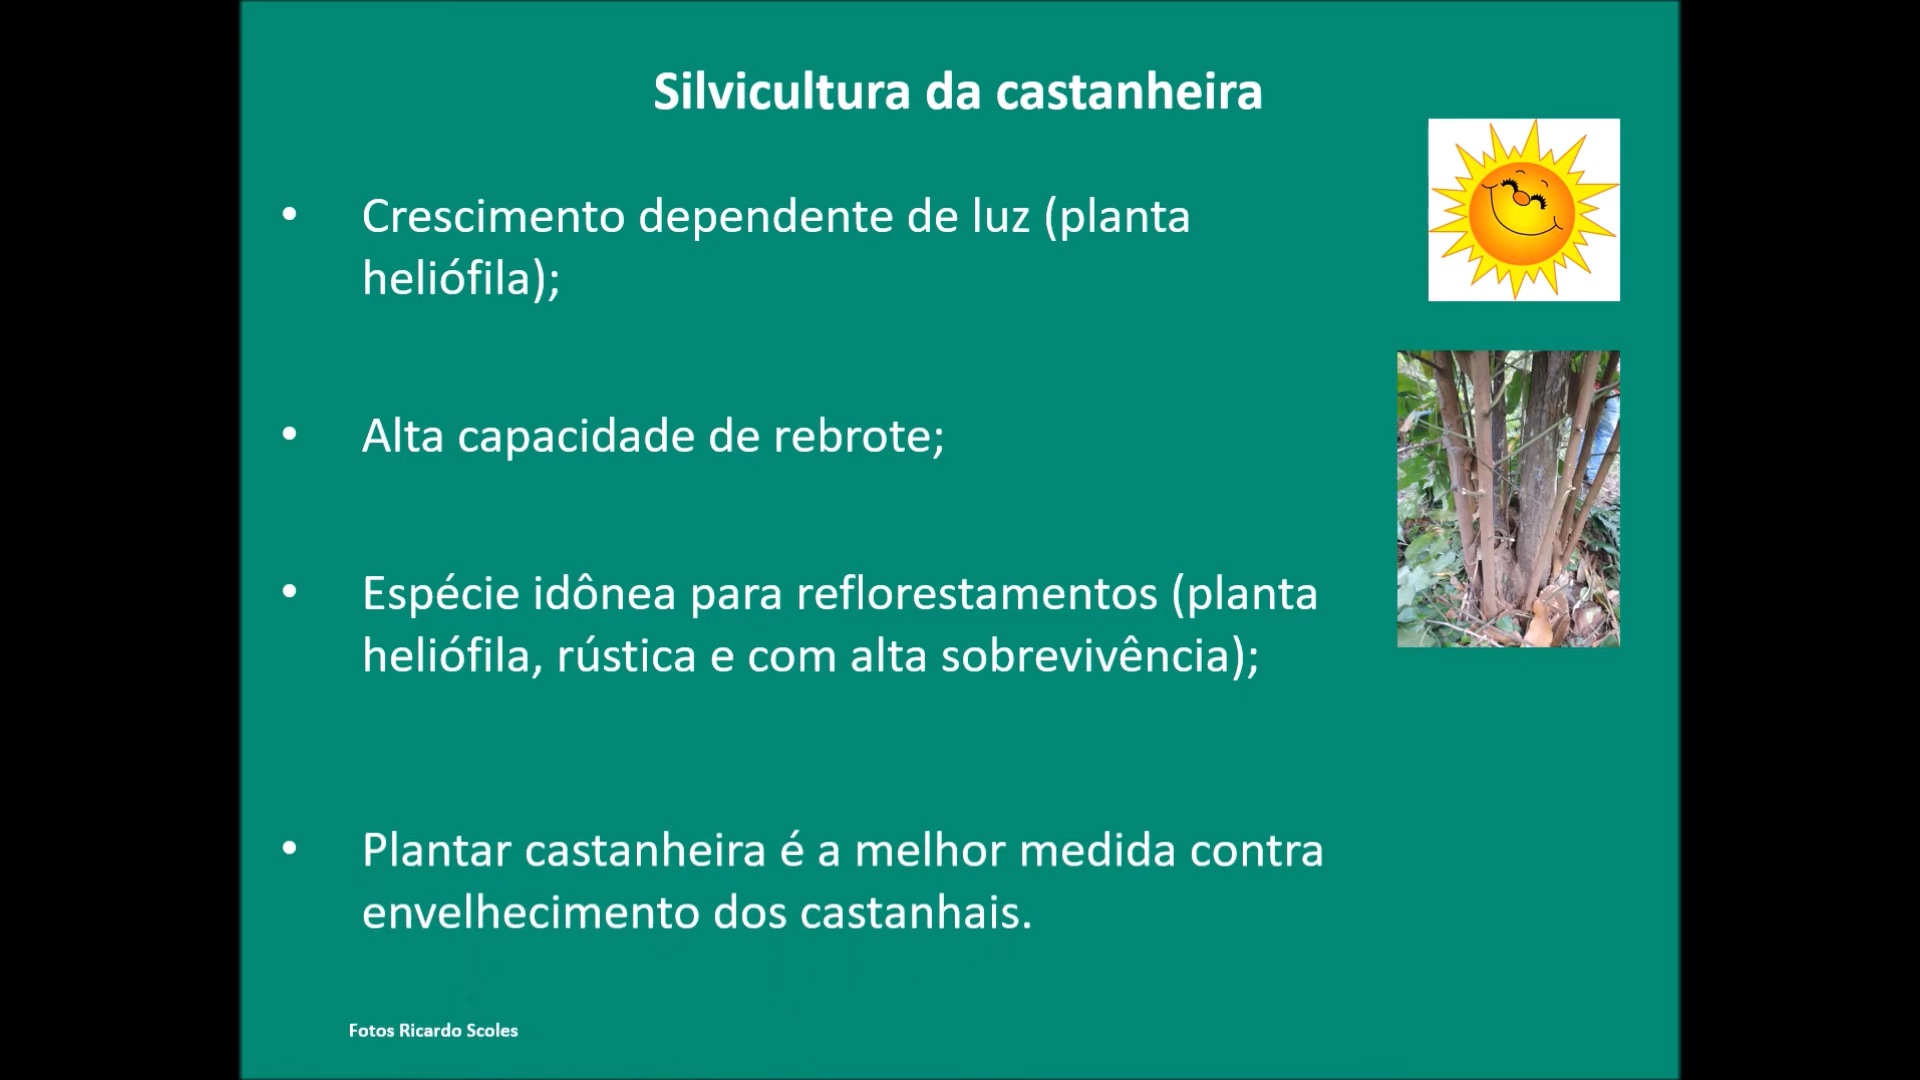 Silvicultura da castanheira
• Crescimento dependente de luz (planta
heliófila);
• Alta capacidade de rebrote;
• Espécie idônea para reflorestamentos (planta
heliófila, rústica e com alta sobrevivência);
• Plantar castanheira é a melhor medida contra
envelhecimento dos castanhais.
Fotos Ricardo Scoles